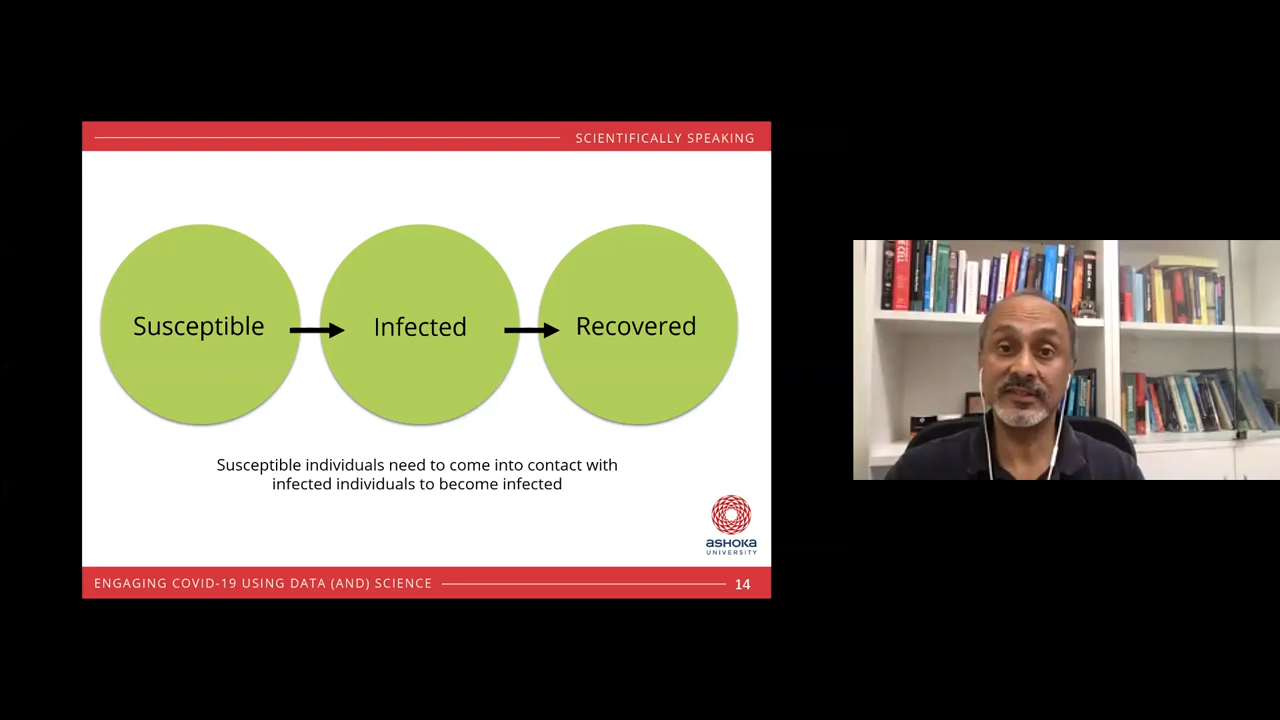 SCIENTIFICALLY SPEAKING
Susceptible
Infected
Recovered
Susceptible individuals need to come into contact with
infected individuals to become infected
ASHOKA
UNIVERSITY
ENGAGING COVID-19 USING DATA (AND) SCIENCE
14